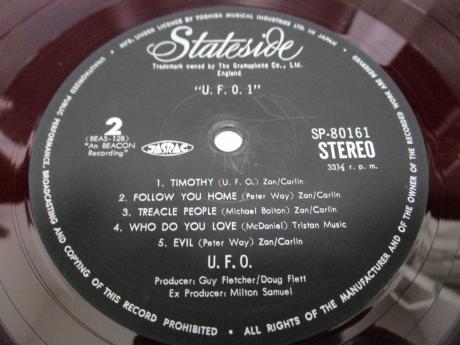 MFD. UNDER LICENCE BY TOSHIBA MUSICAL INDUSTRIES LTD. IN JAPAN •
Stateside
Trademark owned by The Gramophone Co., Ltd.
England
"U. F. O. 1"
2
(BEAS-12B)
"An BEACON
Recording"
JASRAC
SP-80161
STEREO
33⅓ r. p. m.
1. TIMOTHY (U. F. O.) Zan/Carlin
2. FOLLOW YOU HOME (Peter Way) Zan/Carlin
3. TREACLE PEOPLE (Michael Bolton) Zan/Carlin
4. WHO DO YOU LOVE (McDaniel) Tristan Music
5. EVIL (Peter Way) Zan/Carlin
U. F. O.
Producer: Guy Fletcher/Doug Flett
Ex Producer: Milton Samuel
UNAUTHORIZED PUBLIC PERFORMANCE, BROADCASTING AND COPYING OF THIS RECORD PROHIBITED • ALL RIGHTS OF THE MANUFACTURER AND OF THE OWNER OF THE RECORDED WORK ARE RESERVED